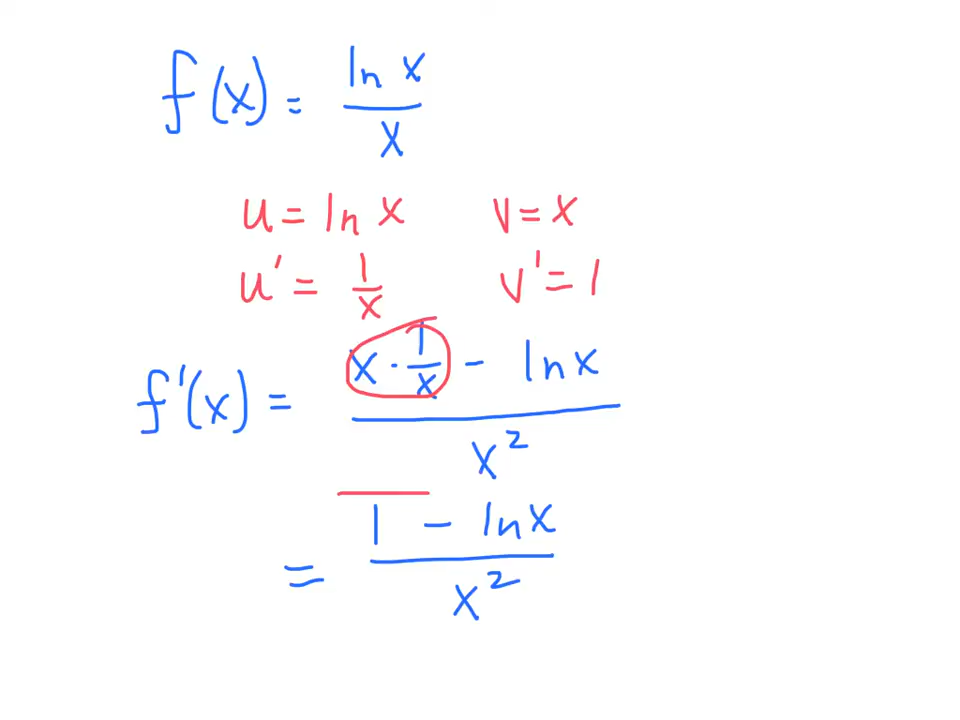 f(x) = ln x / x
u = ln x   v = x
u' = 1/x   v' = 1
f'(x) = (x · 1/x - ln x) / x²
= (1 - ln x) / x²